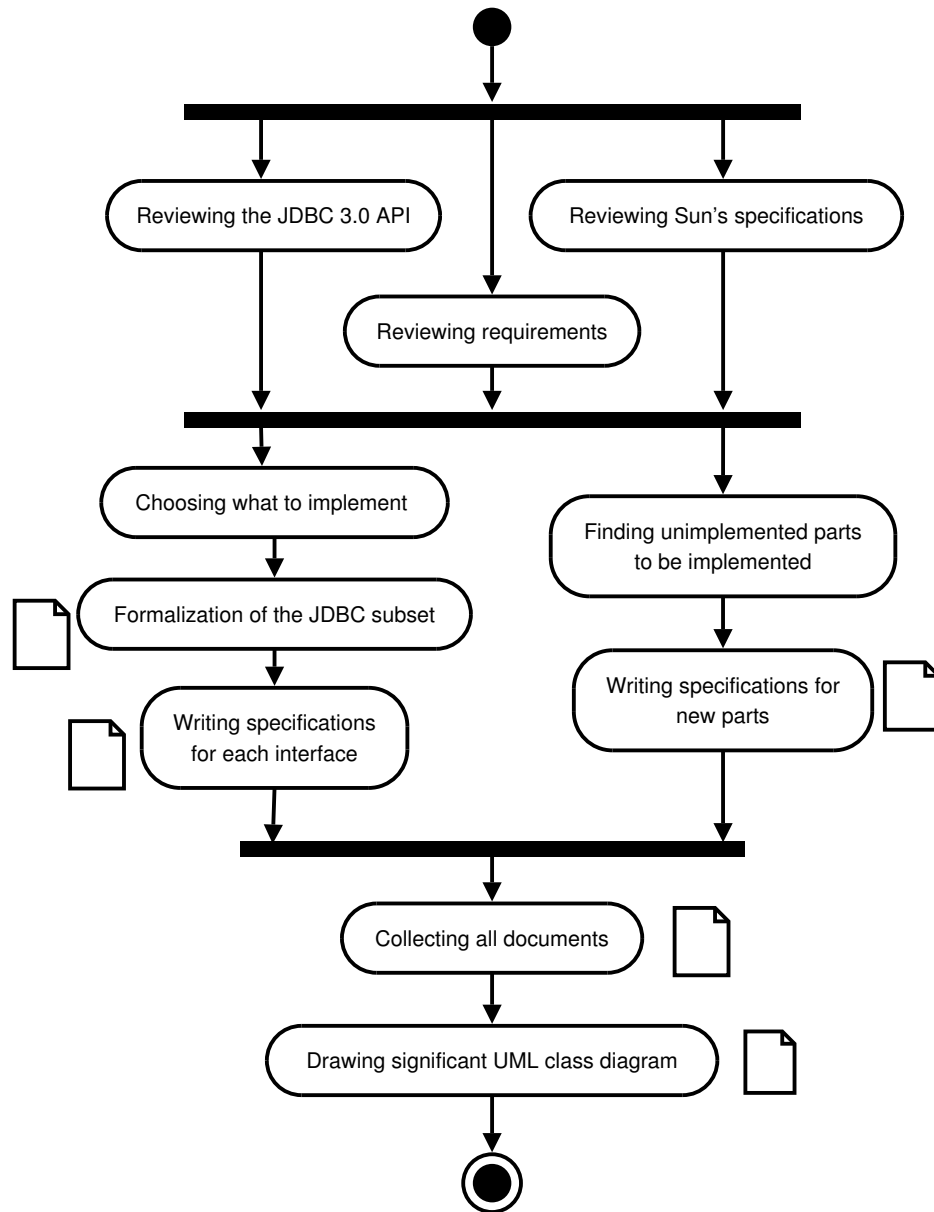 Reviewing the JDBC 3.0 API
Reviewing Sun's specifications
Reviewing requirements
Choosing what to implement
Finding unimplemented parts
to be implemented
Formalization of the JDBC subset
Writing specifications for
new parts
Writing specifications
for each interface
Collecting all documents
Drawing significant UML class diagram